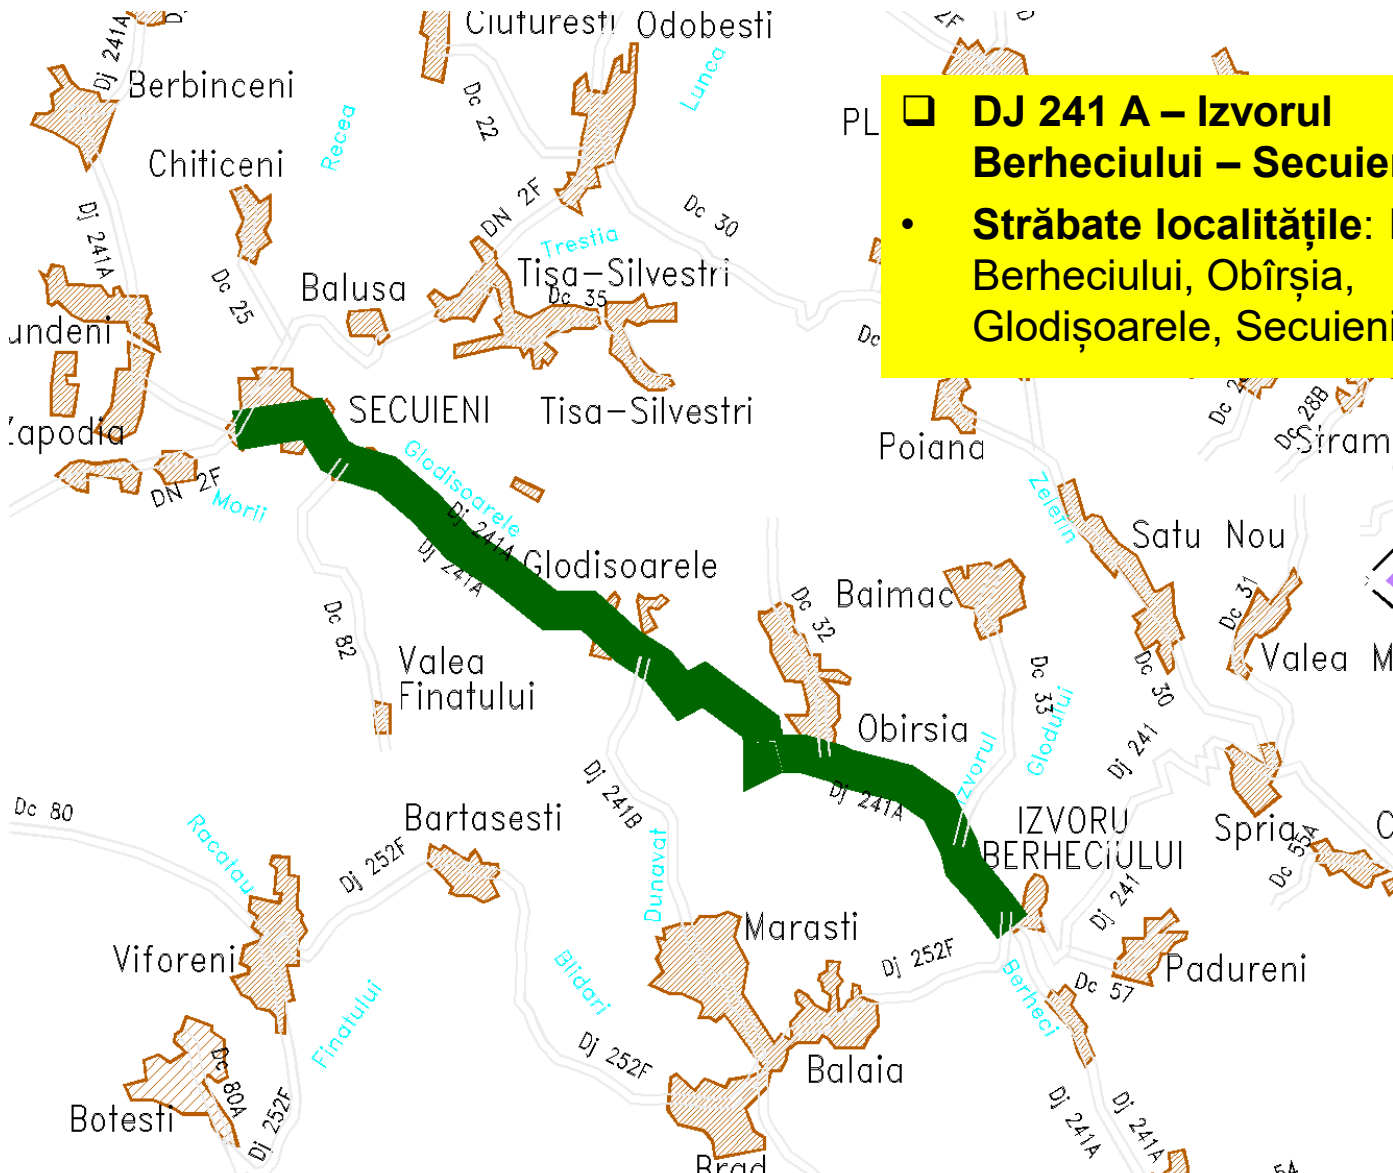 Ciuturesti Odobesti
Dj 241A
Berbinceni
Dc 22
Recea
Lunca
Chiticeni
Dj 241A
DN 2F
Dc 30
Trestia
Dc 25
Balusa
Tisa-Silvestri
Dc 35
SECUIENI
Tisa-Silvestri
Zapodia
DN 2F
Morii
Glodisoarele
Dj 241A
Dj 241A
Glodisoarele
❑ DJ 241 A – Izvorul
Berheciului – Secuieni
• Străbate localitățile:
Berheciului, Obîrșia,
Glodișoarele, Secuieni
Poiana
Dc 28B
Zeletin
Satu Nou
Dc 31
Baimac
Dc 32
Valea
Dc 30
Dc 82
Valea
Finatului
Dc 33
Glodului
Dj 241
Obirsia
Izvorul
Dj 241A
Dj 241B
Dc 80
Bartasesti
Racatau
Dj 252F
Dunavat
IZVORU
BERHECIULUI
Spria
Dc 55A
Dj 241
Marasti
Dj 252F
Padureni
Dc 57
Berheci
Viforeni
Blidari
Finatului
Dj 252F
Balaia
Botesti
Dc 80A
Dj 252F
Dj 241A
Dj 241A
Brad